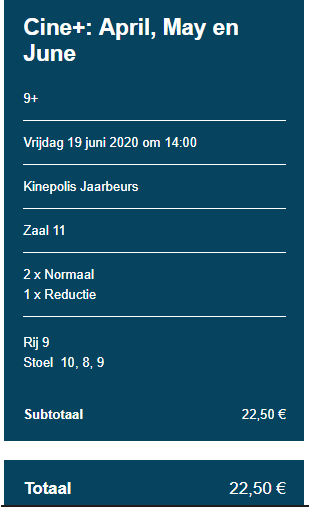 Cine+: April, May en
June
9+
Vrijdag 19 juni 2020 om 14:00
Kinepolis Jaarbeurs
Zaal 11
2 x Normaal
1 x Reductie
Rij 9
Stoel  10, 8, 9
Subtotaal 22,50 €
Totaal 22,50 €